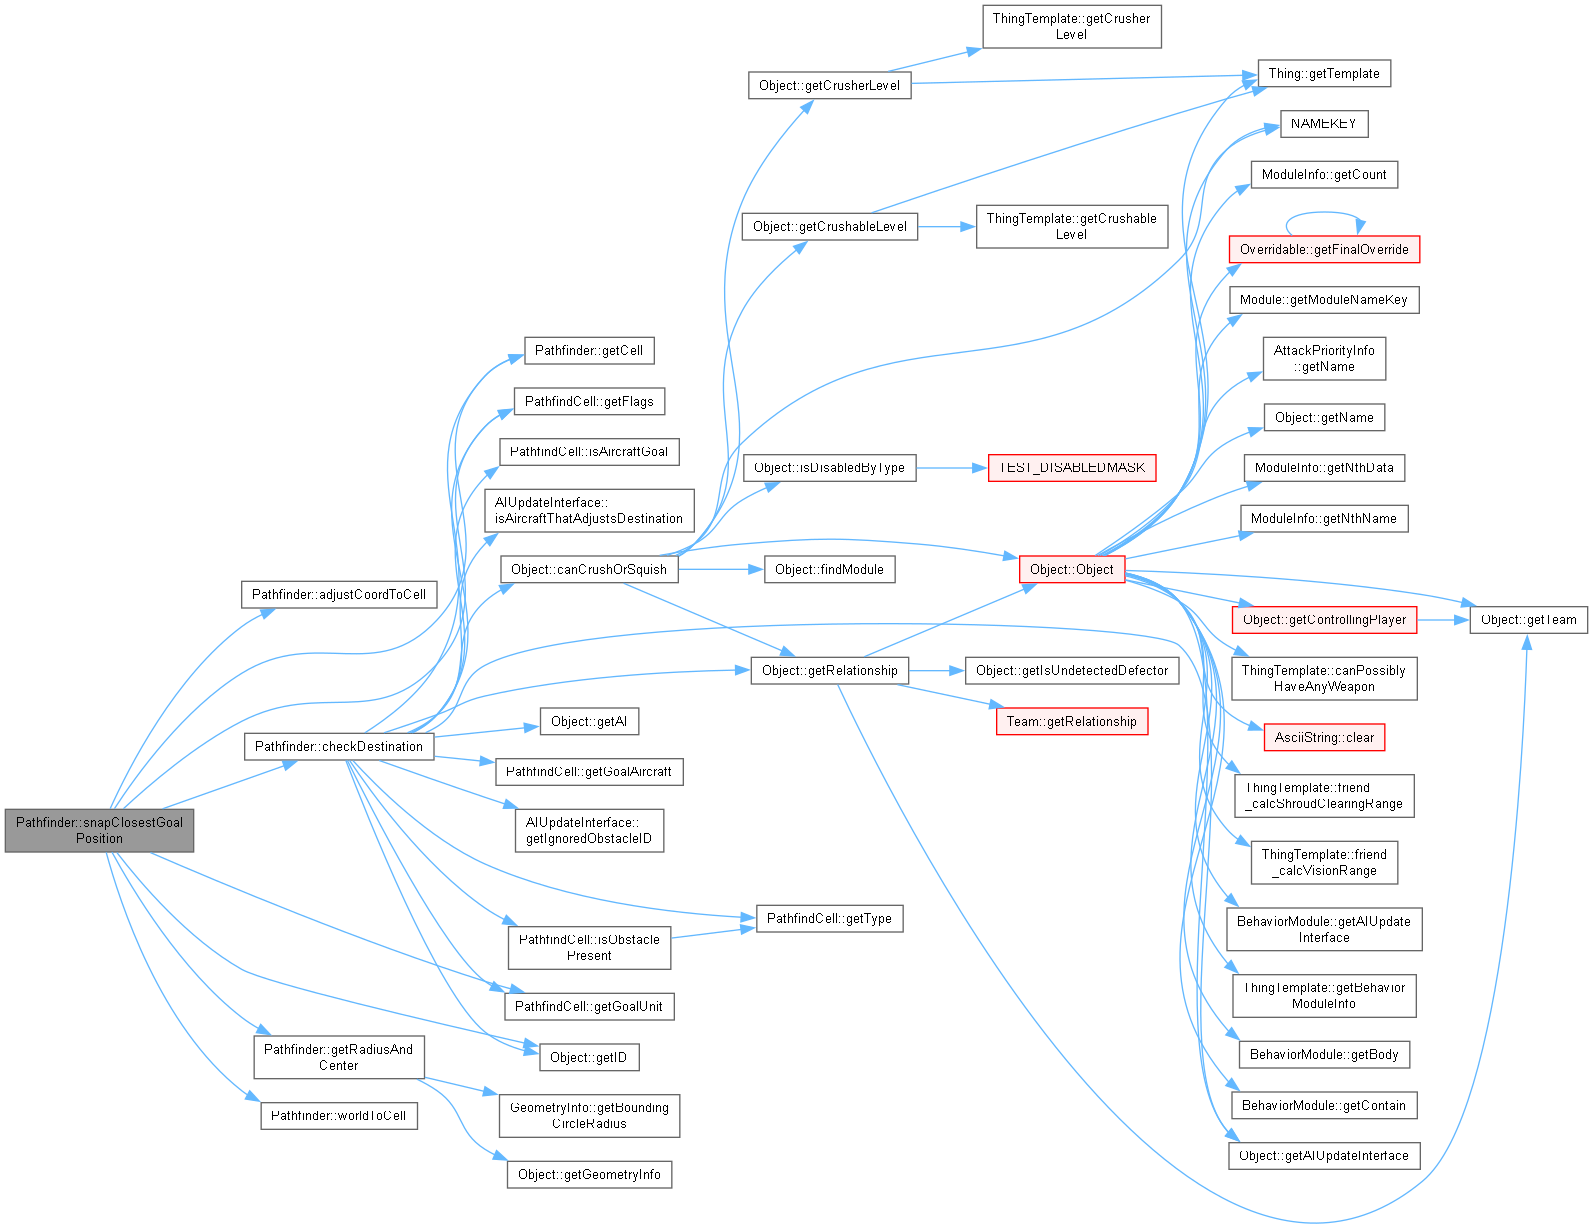 Pathfinder::snapClosestGoal
Position
Pathfinder::adjustCoordToCell
Pathfinder::checkDestination
Pathfinder::getRadiusAnd
Center
Pathfinder::worldToCell
Pathfinder::getCell
PathfindCell::getFlags
PathfindCell::isAircraftGoal
AIUpdateInterface::
isAircraftThatAdjustsDestination
Object::canCrushOrSquish
Object::getAI
PathfindCell::getGoalAircraft
AIUpdateInterface::
getIgnoredObstacleID
PathfindCell::isObstacle
Present
PathfindCell::getGoalUnit
Object::getID
GeometryInfo::getBounding
CircleRadius
Object::getGeometryInfo
Object::getCrusherLevel
Object::getCrushableLevel
Object::isDisabledByType
Object::findModule
Object::getRelationship
PathfindCell::getType
ThingTemplate::getCrusher
Level
ThingTemplate::getCrushable
Level
TEST_DISABLEDMASK
Object::Object
Object::getIsUndetectedDefector
Team::getRelationship
Thing::getTemplate
NAMEKEY
ModuleInfo::getCount
Overridable::getFinalOverride
Module::getModuleNameKey
AttackPriorityInfo
::getName
Object::getName
ModuleInfo::getNthData
ModuleInfo::getNthName
Object::getControllingPlayer
ThingTemplate::canPossibly
HaveAnyWeapon
AsciiString::clear
ThingTemplate::friend
_calcShroudClearingRange
ThingTemplate::friend
_calcVisionRange
BehaviorModule::getAIUpdate
Interface
ThingTemplate::getBehavior
ModuleInfo
BehaviorModule::getBody
BehaviorModule::getContain
Object::getAIUpdateInterface
Object::getTeam